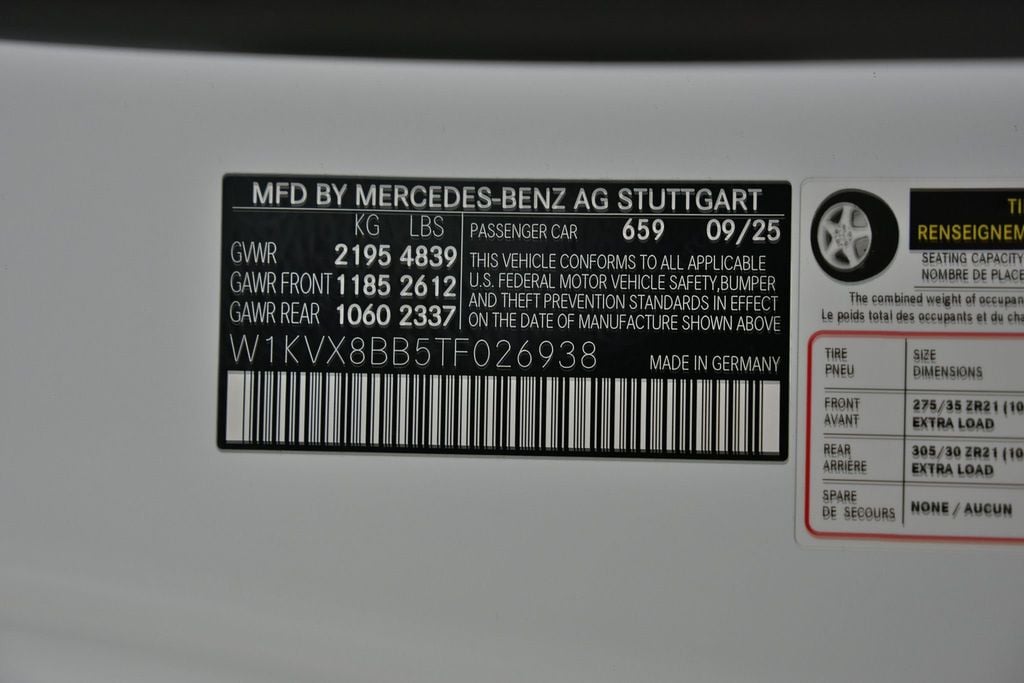 MFD BY MERCEDES-BENZ AG STUTTGART
KG LBS
GVWR 2195 4839
GAWR FRONT 1185 2612
GAWR REAR 1060 2337
PASSENGER CAR 659 09/25
THIS VEHICLE CONFORMS TO ALL APPLICABLE
U.S. FEDERAL MOTOR VEHICLE SAFETY,BUMPER
AND THEFT PREVENTION STANDARDS IN EFFECT
ON THE DATE OF MANUFACTURE SHOWN ABOVE
W1KVX8BB5TF026938
MADE IN GERMANY
TI
RENSEIGNEM
SEATING CAPACITY
NOMBRE DE PLACE
The combined weight of occupan
Le poids total des occupants et du cha
TIRE SIZE
PNEU DIMENSIONS
FRONT 275/35 ZR21 (10
AVANT EXTRA LOAD
REAR 305/30 ZR21 (10
ARRIÈRE EXTRA LOAD
SPARE
DE SECOURS NONE / AUCUN